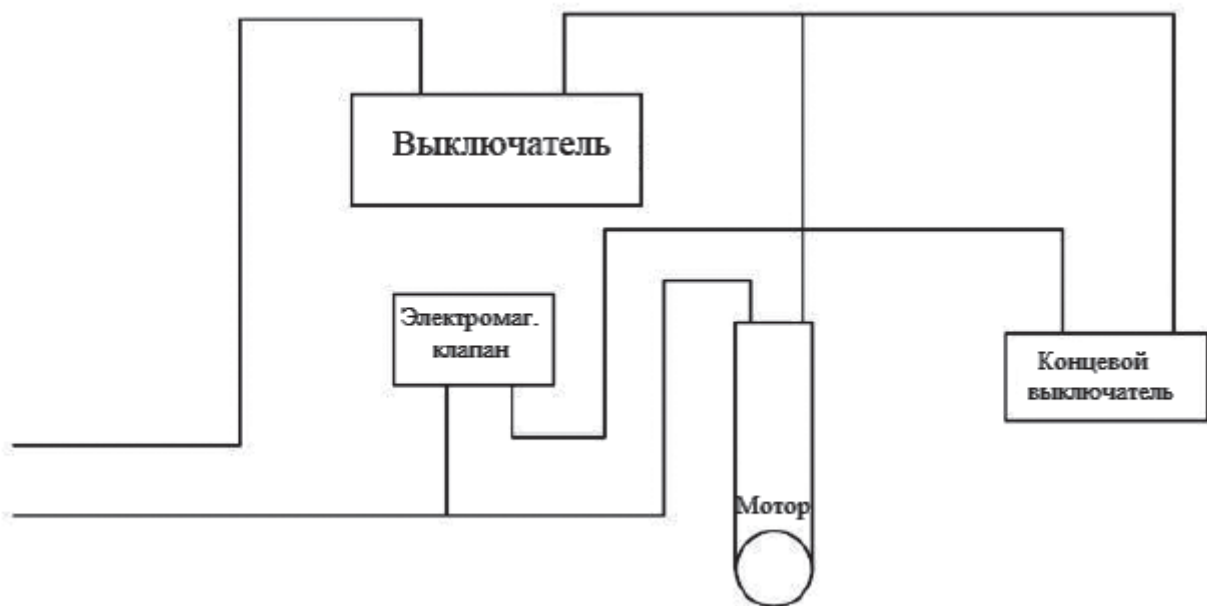 Выключатель
Электромаг.
клапан
Концевой
выключатель
Мотор